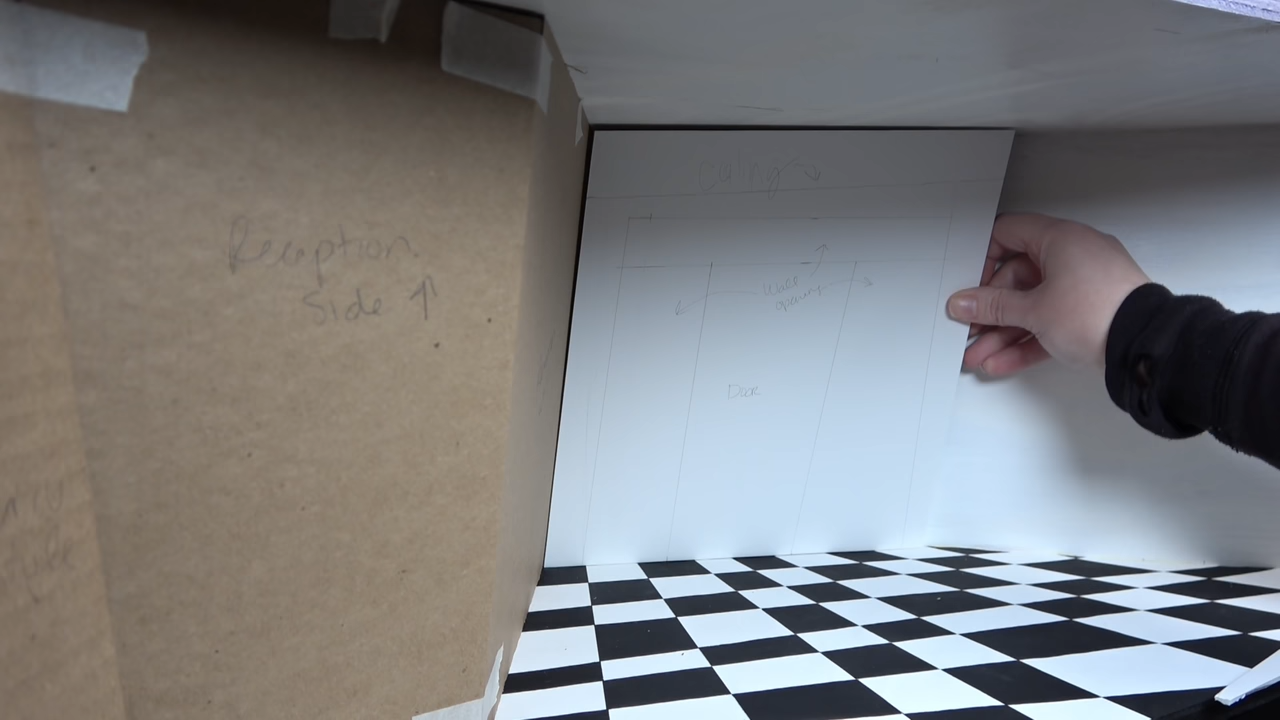 Reception
Side ↑
Ceiling
Wall
opening
Door